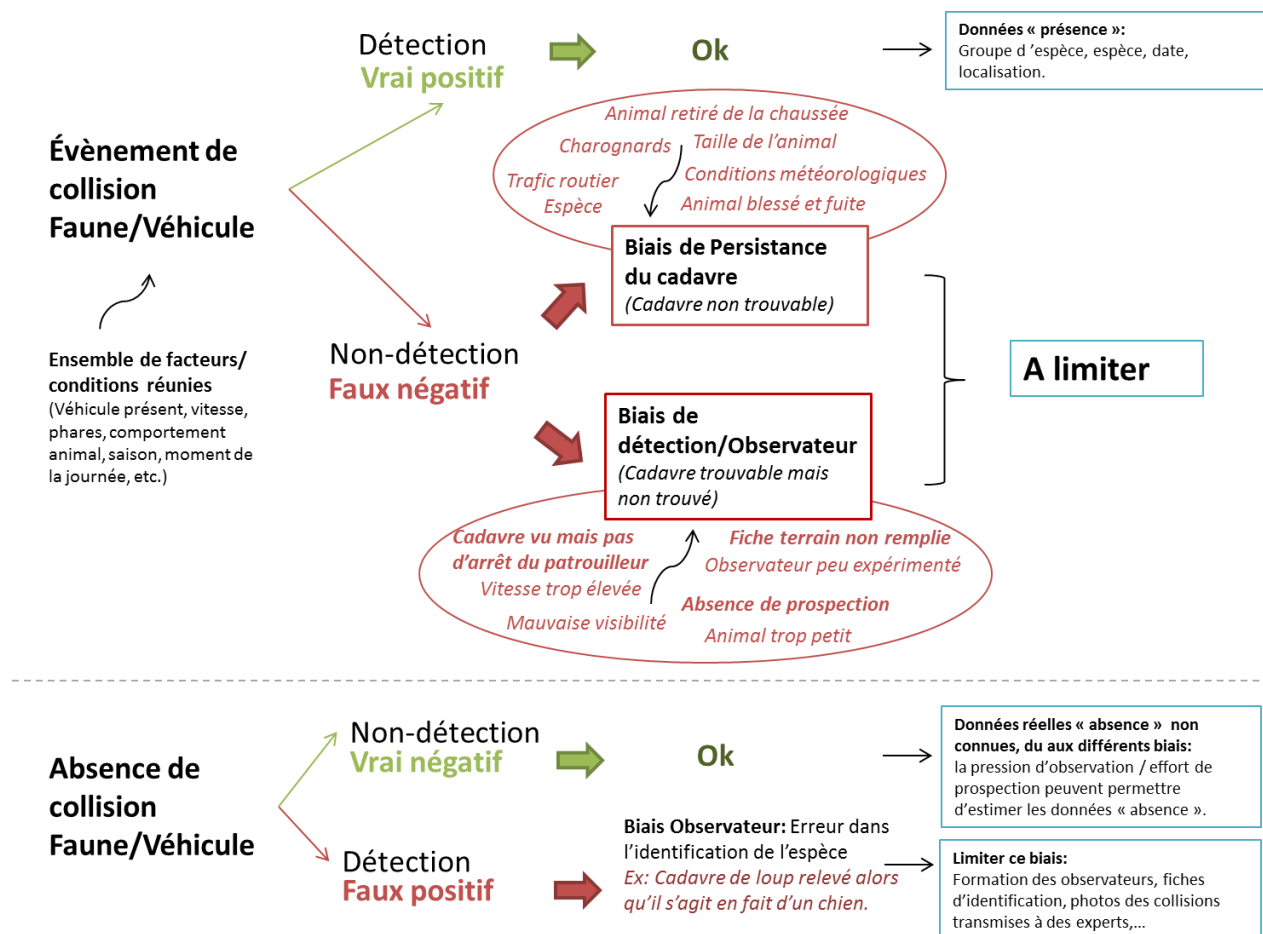 Détection
Vrai positif
Ok
Données « présence »:
Groupe d ’espèce, espèce, date,
localisation.
Évènement de
collision
Faune/Véhicule
Animal retiré de la chaussée
Charognards
Taille de l’animal
Trafic routier
Conditions météorologiques
Espèce
Animal blessé et fuite
Biais de Persistance
du cadavre
(Cadavre non trouvable)
Ensemble de facteurs/
conditions réunies
(Véhicule présent, vitesse,
phares, comportement
animal, saison, moment de
la journée, etc.)
Non-détection
Faux négatif
A limiter
Biais de
détection/Observateur
(Cadavre trouvable mais
non trouvé)
Cadavre vu mais pas
d’arrêt du patrouilleur
Fiche terrain non remplie
Observateur peu expérimenté
Vitesse trop élevée
Absence de prospection
Mauvaise visibilité
Animal trop petit
Absence de
collision
Faune/Véhicule
Non-détection
Vrai négatif
Ok
Données réelles « absence » non
connues, du aux différents biais:
la pression d’observation / effort de
prospection peuvent permettre
d’estimer les données « absence ».
Détection
Faux positif
Biais Observateur: Erreur dans
l’identification de l’espèce
Ex: Cadavre de loup relevé alors
qu’il s’agit en fait d’un chien.
Limiter ce biais:
Formation des observateurs, fiches
d’identification, photos des collisions
transmises à des experts,…